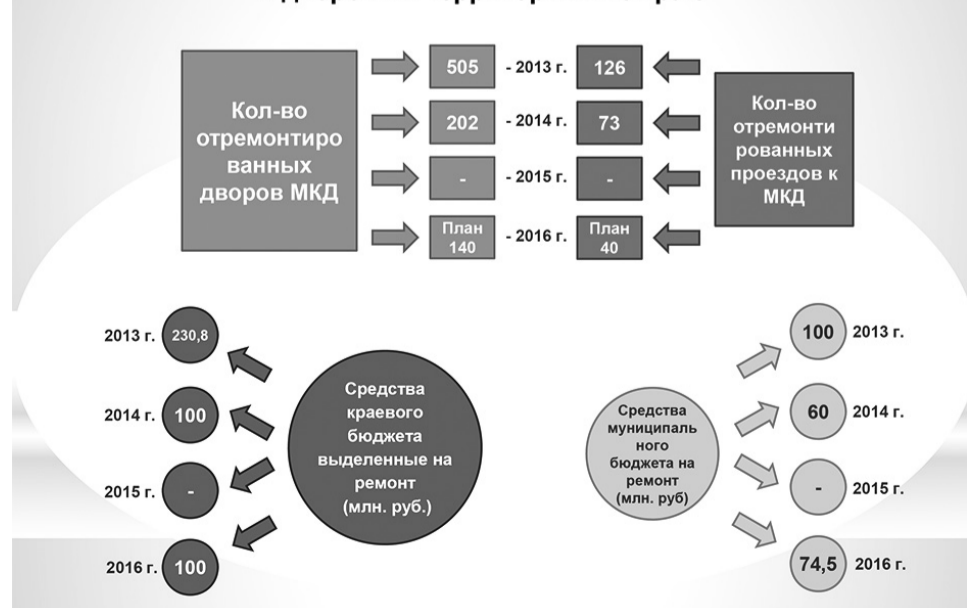 Кол-во
отремонтиро
ванных
дворов МКД
505 - 2013 г. 126
202 - 2014 г. 73
- - 2015 г. -
План
140
- 2016 г.
План
40
Кол-во
отремонти
рованных
проездов к
МКД
2013 г. 230,8
2014 г. 100
2015 г. -
2016 г. 100
Средства
краевого
бюджета
выделенные на
ремонт
(млн. руб.)
Средства
муниципаль
ного
бюджета на
ремонт
(млн. руб)
100 2013 г.
60 2014 г.
- 2015 г.
74,5 2016 г.